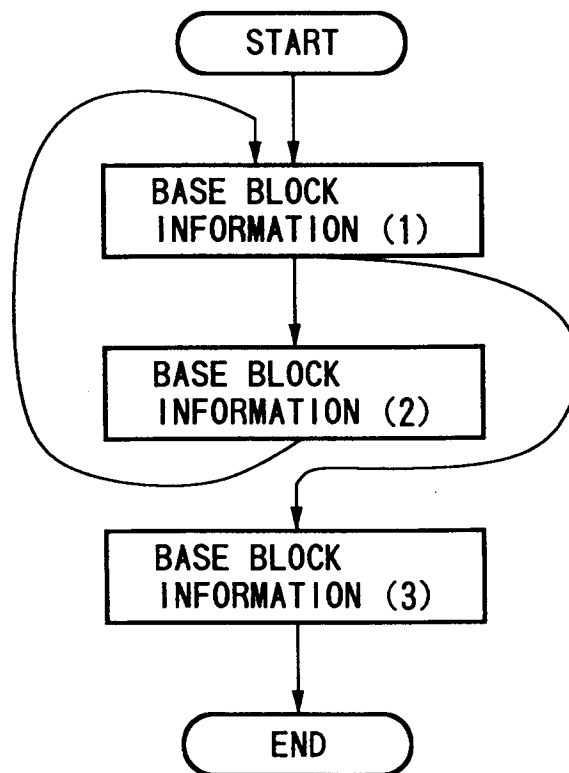 START
BASE BLOCK
INFORMATION (1)
BASE BLOCK
INFORMATION (2)
BASE BLOCK
INFORMATION (3)
END